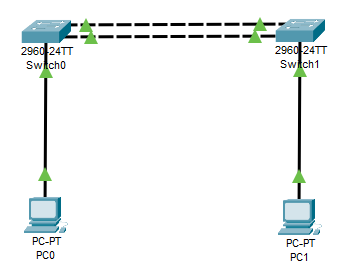 2960-24TT
Switch0
2960-24TT
Switch1
PC-PT
PC0
PC-PT
PC1